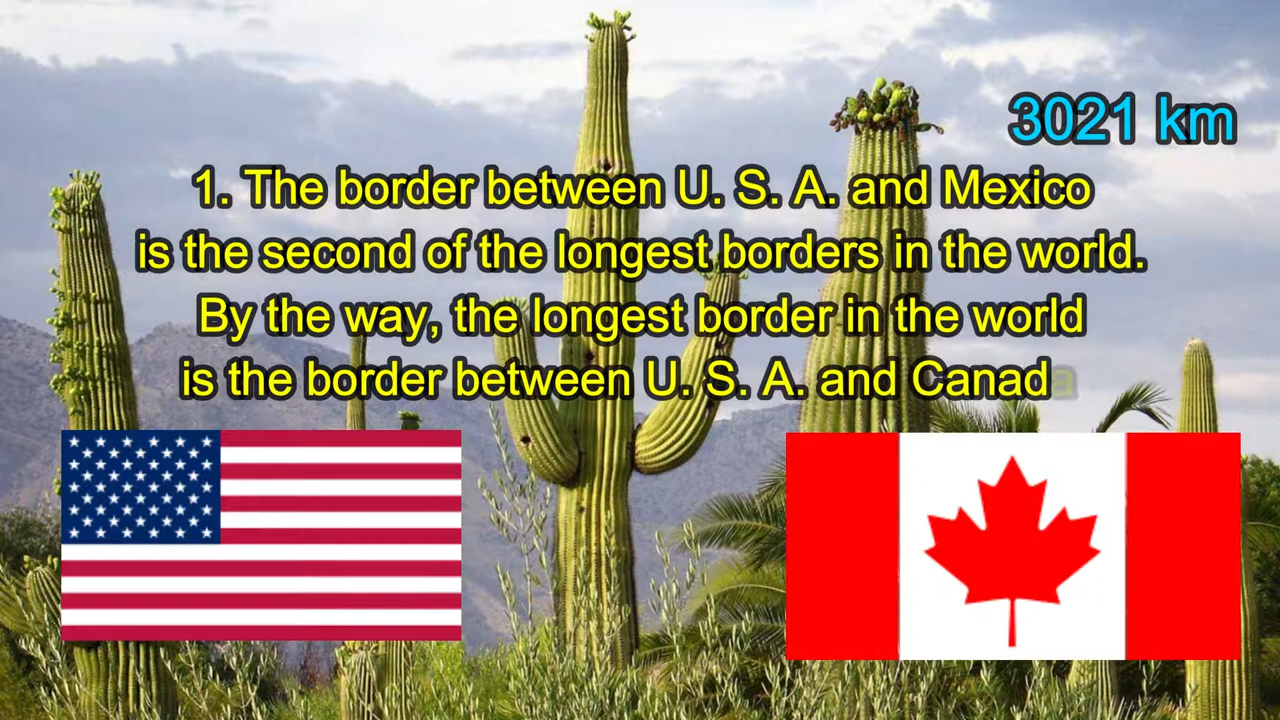 3021 km
1. The border between U. S. A. and Mexico
is the second of the longest borders in the world.
By the way, the longest border in the world
is the border between U. S. A. and Canada